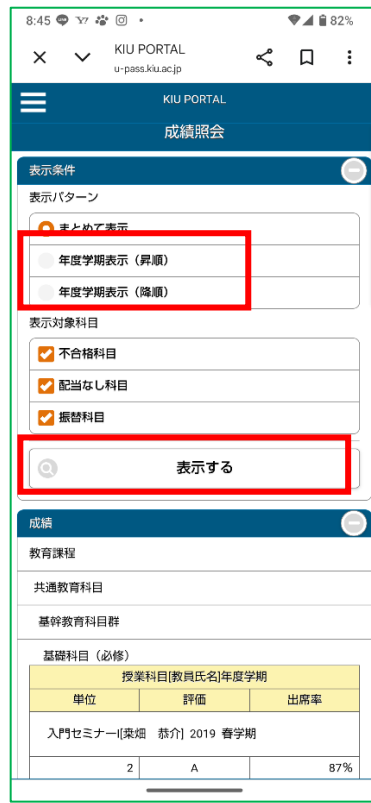 8:45
82%
KIU PORTAL
u-pass.kiu.ac.jp
KIU PORTAL
成績照会
表示条件
表示パターン
まとめて表示
年度学期表示（昇順）
年度学期表示（降順）
表示対象科目
不合格科目
配当なし科目
振替科目
表示する
成績
教育課程
共通教育科目
基幹教育科目群
基礎科目（必修）
授業科目[教員氏名]年度学期
単位 評価 出席率
入門セミナーI[桒畑 恭介] 2019 春学期
2 A 87%